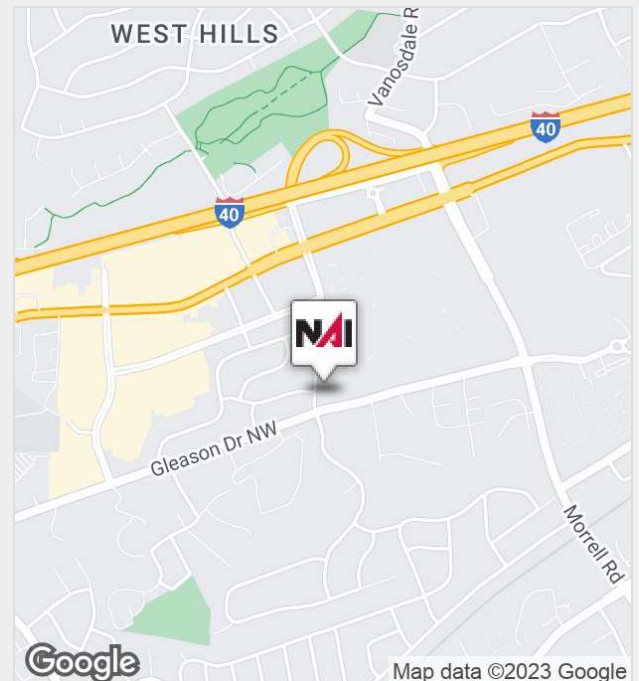 WEST HILLS
Vanosdale R
40
40
NAI
Gleason Dr NW
Morrell Rd
Google
Map data ©2023 Google